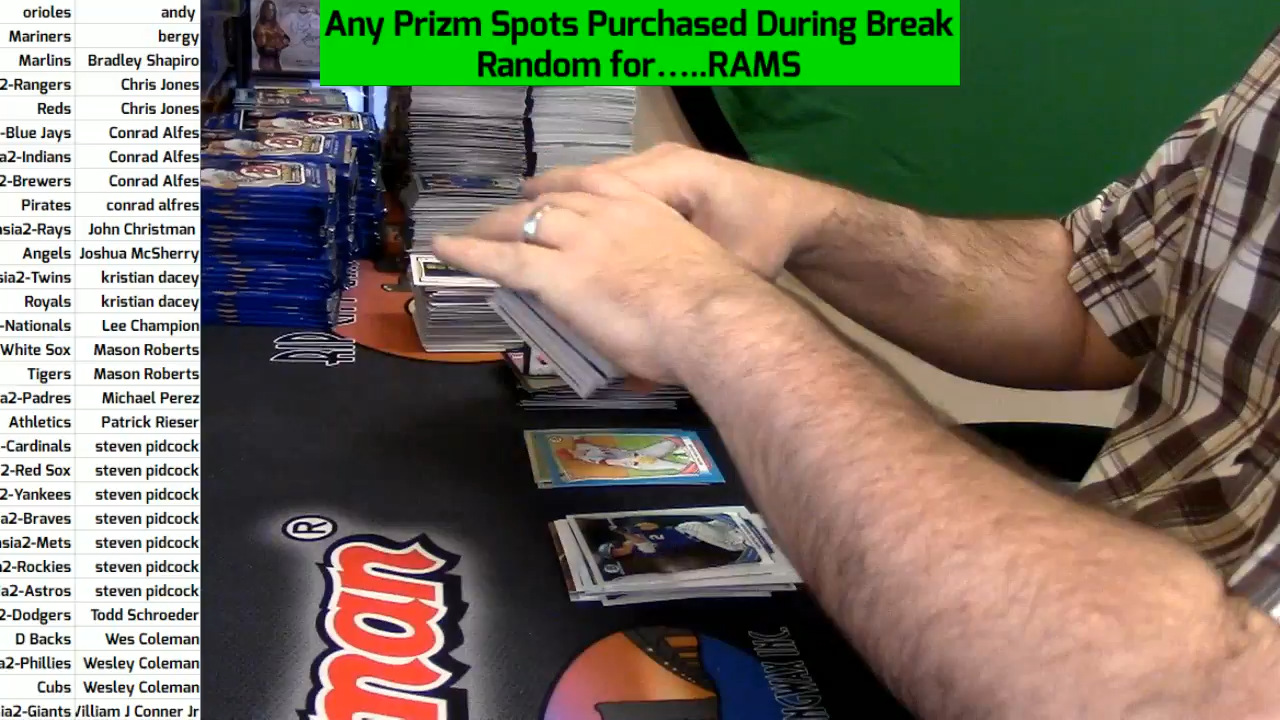 Any Prizm Spots Purchased During Break
Random for.....RAMS
orioles andy
Mariners bergy
Marlins Bradley Shapiro
2-Rangers Chris Jones
Reds Chris Jones
-Blue Jays Conrad Alfes
a2-Indians Conrad Alfes
2-Brewers Conrad Alfes
Pirates conrad alfres
asia2-Rays John Christman
Angels Joshua McSherry
sia2-Twins kristian dacey
Royals kristian dacey
-Nationals Lee Champion
White Sox Mason Roberts
Tigers Mason Roberts
a2-Padres Michael Perez
Athletics Patrick Rieser
-Cardinals steven pidcock
2-Red Sox steven pidcock
2-Yankees steven pidcock
a2-Braves steven pidcock
asia2-Mets steven pidcock
a2-Rockies steven pidcock
a2-Astros steven pidcock
2-Dodgers Todd Schroeder
D Backs Wes Coleman
a2-Phillies Wesley Coleman
Cubs Wesley Coleman
ia2-Giants J Conner Jr
RIP
man®
INC.